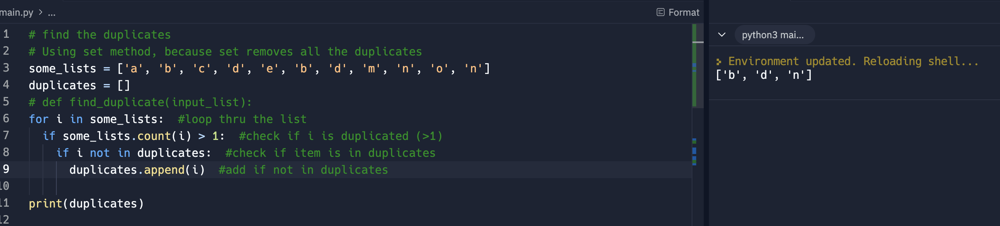 main.py > ...
Format
1 # find the duplicates
2 # Using set method, because set removes all the duplicates
3 some_lists = ['a', 'b', 'c', 'd', 'e', 'b', 'd', 'm', 'n', 'o', 'n']
4 duplicates = []
5 # def find_duplicate(input_list):
6 for i in some_lists:  #loop thru the list
7   if some_lists.count(i) > 1:  #check if i is duplicated (>1)
8     if i not in duplicates:  #check if item is in duplicates
9       duplicates.append(i)  #add if not in duplicates
10
11 print(duplicates)
12
python3 mai...
Environment updated. Reloading shell...
['b', 'd', 'n']